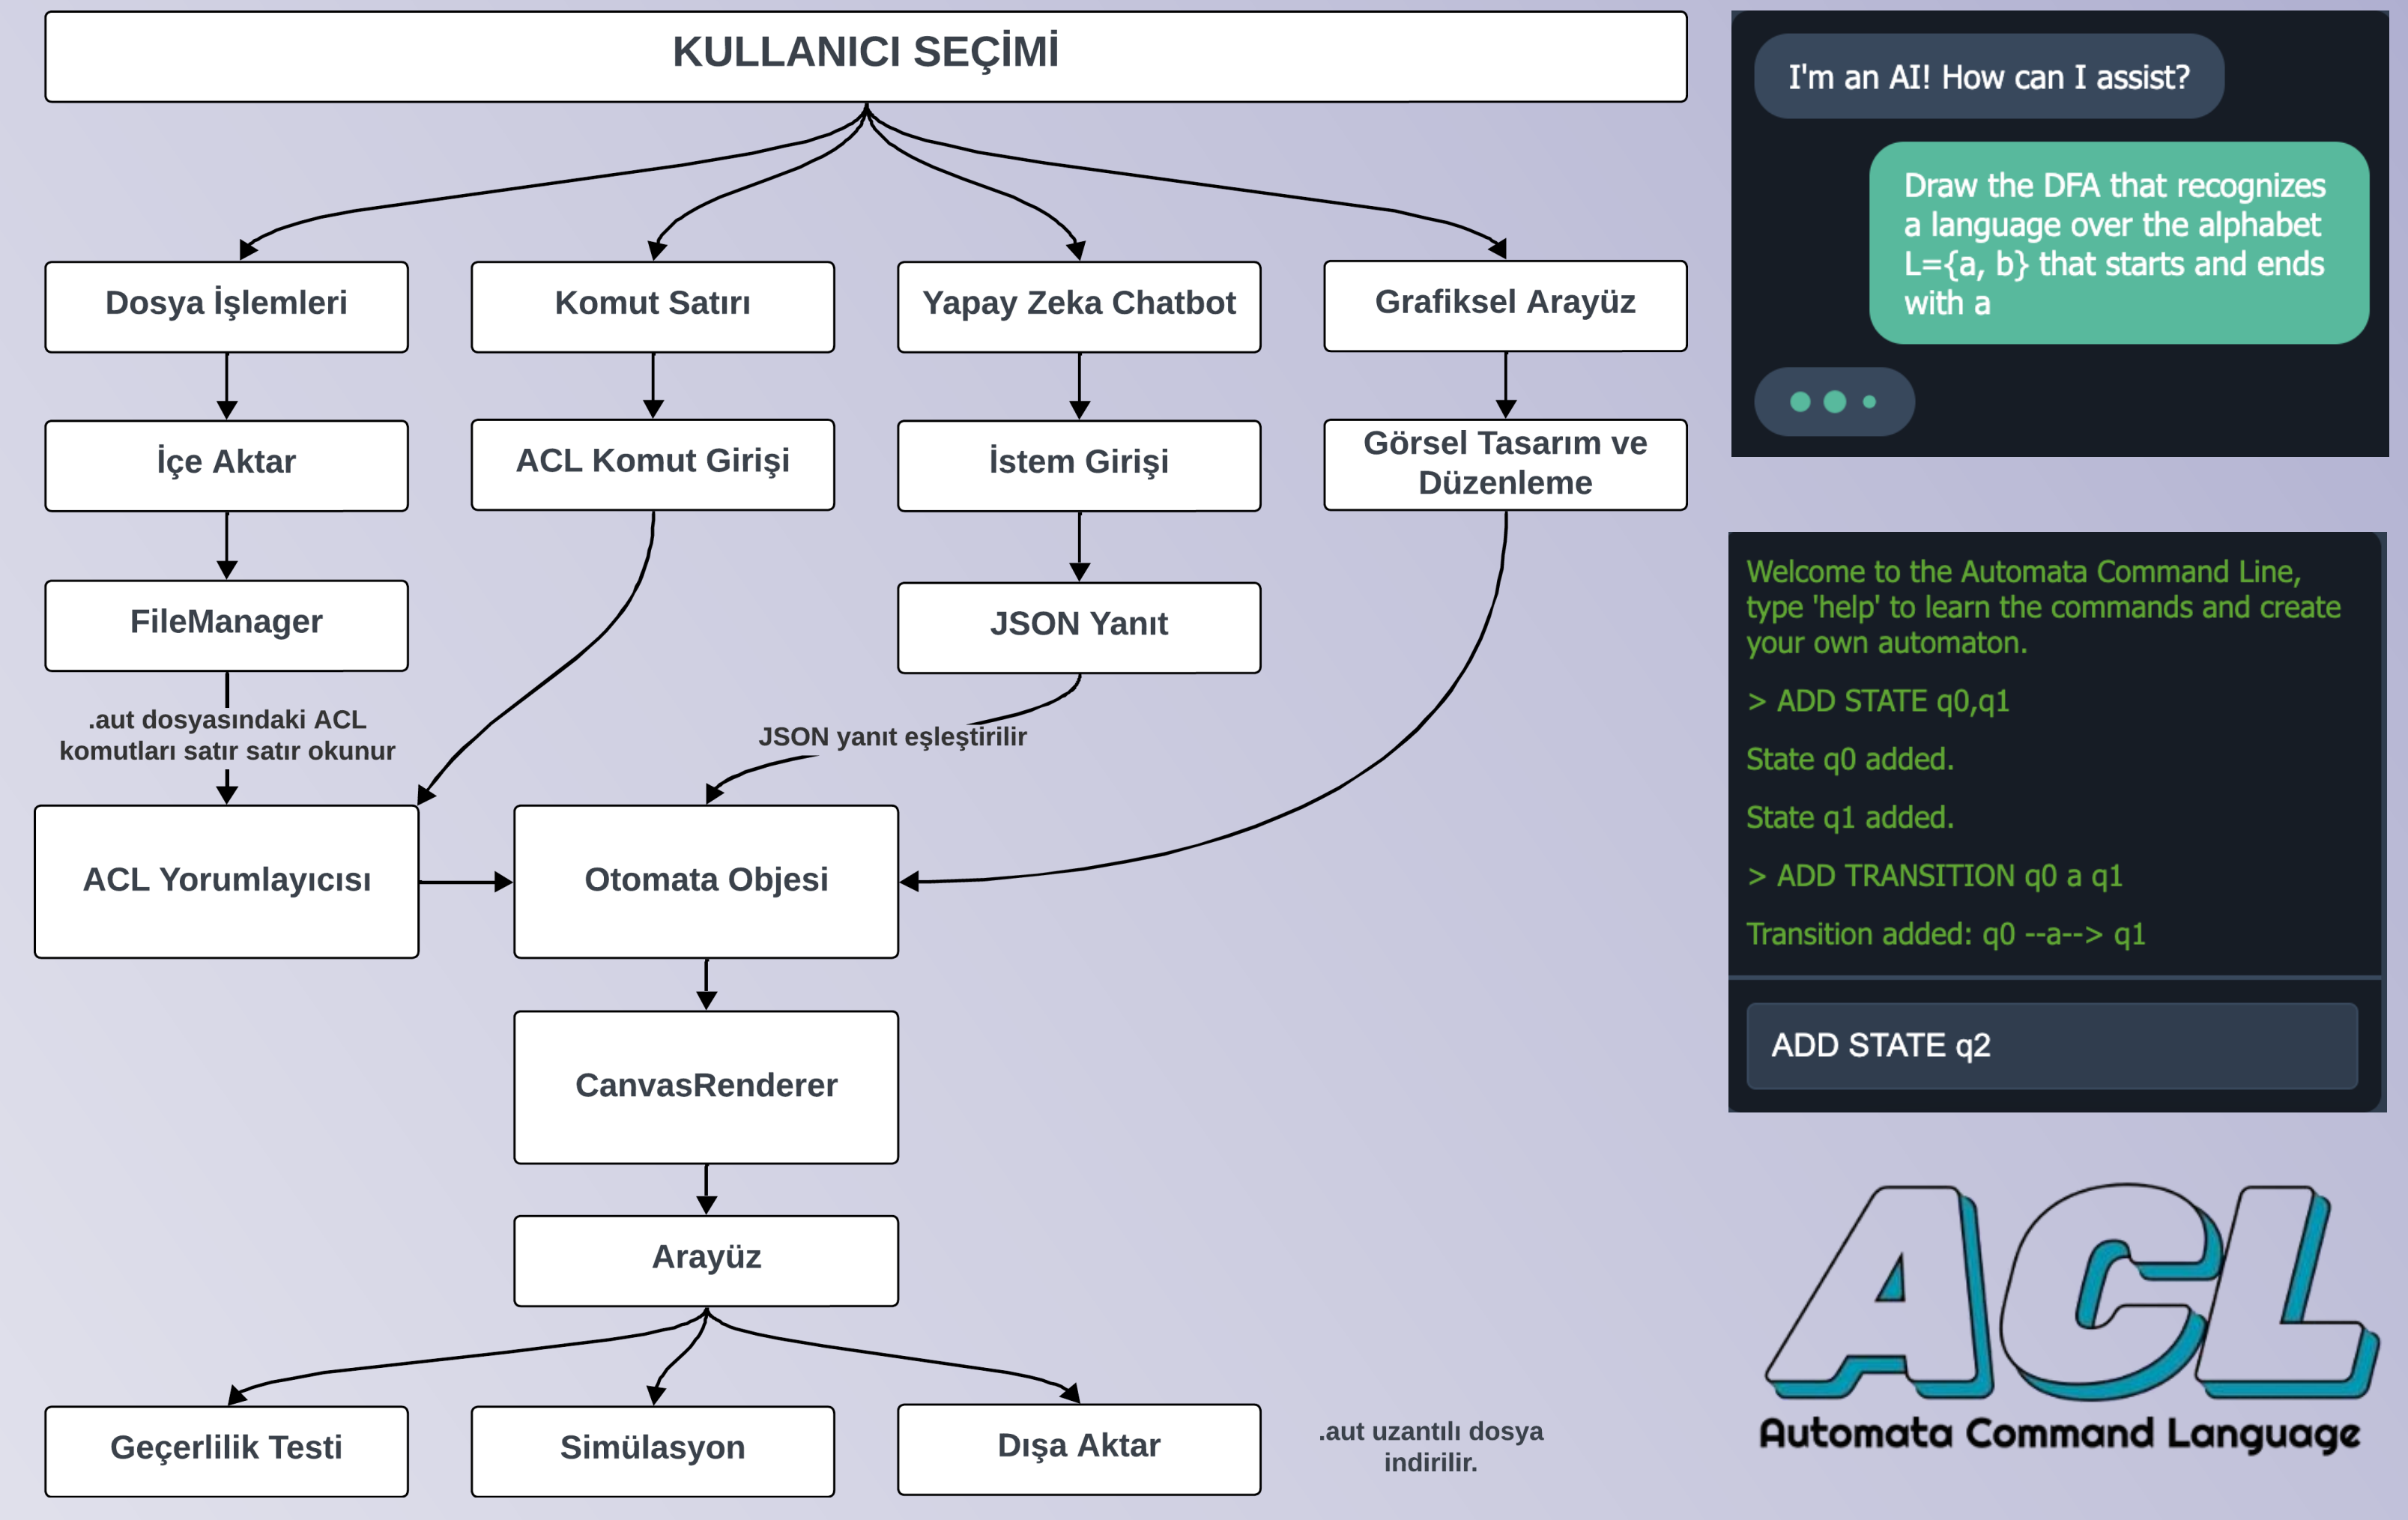 KULLANICI SEÇİMİ
Dosya İşlemleri
Komut Satırı
Yapay Zeka Chatbot
Grafiksel Arayüz
İçe Aktar
ACL Komut Girişi
İstem Girişi
Görsel Tasarım ve
Düzenleme
FileManager
JSON Yanıt
.aut dosyasındaki ACL
komutları satır satır okunur
JSON yanıt eşleştirilir
ACL Yorumlayıcısı
Otomata Objesi
CanvasRenderer
Arayüz
Geçerlilik Testi
Simülasyon
Dışa Aktar
.aut uzantılı dosya
indirilir.
I'm an AI! How can I assist?
Draw the DFA that recognizes
a language over the alphabet
L={a, b} that starts and ends
with a
Welcome to the Automata Command Line,
type 'help' to learn the commands and create
your own automaton.
> ADD STATE q0,q1
State q0 added.
State q1 added.
> ADD TRANSITION q0 a q1
Transition added: q0 --a--> q1
ADD STATE q2
ACL
Automata Command Language